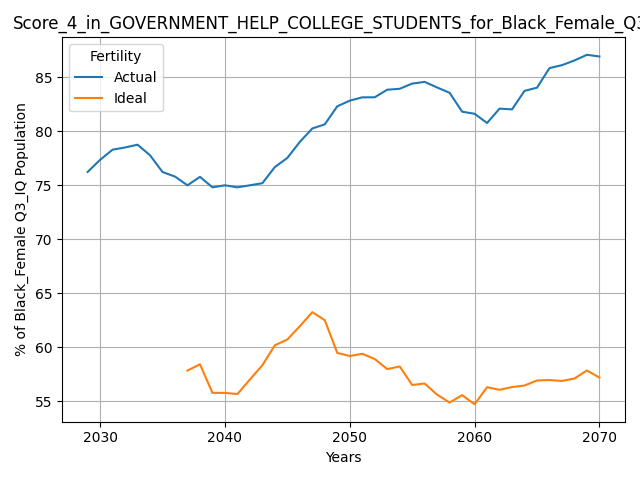 Score_4_in_GOVERNMENT_HELP_COLLEGE_STUDENTS_for_Black_Female_Q3
Fertility
Actual
Ideal
% of Black_Female Q3_IQ Population
85
80
75
70
65
60
55
2030 2040 2050 2060 2070
Years